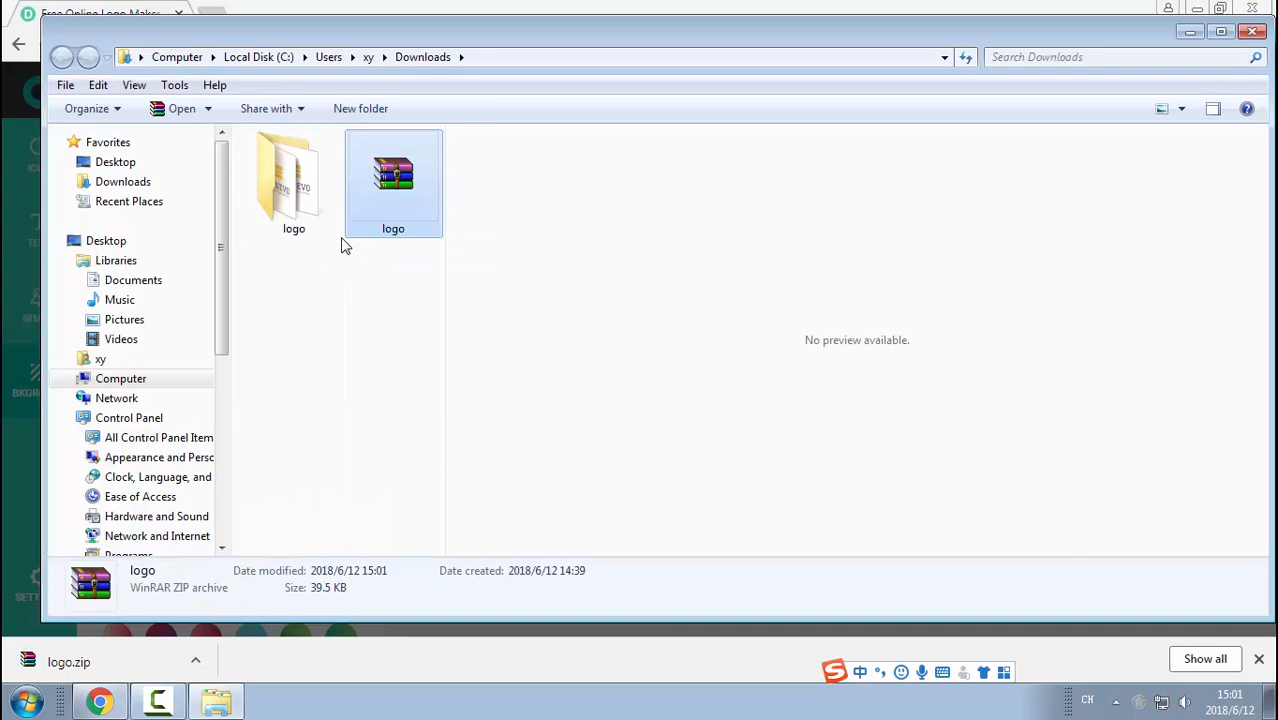 Free Online Logo Maker
Computer
Local Disk (C:)
Users
xy
Downloads
Search Downloads
File
Edit
View
Tools
Help
Organize
Open
Share with
New folder
Favorites
Desktop
Downloads
Recent Places
Desktop
Libraries
Documents
Music
Pictures
Videos
xy
Computer
Network
Control Panel
All Control Panel Item
Appearance and Perso
Clock, Language, and
Ease of Access
Hardware and Sound
Network and Internet
Programs
logo
logo
No preview available.
logo
WinRAR ZIP archive
Date modified: 2018/6/12 15:01
Size: 39.5 KB
Date created: 2018/6/12 14:39
logo.zip
Show all
中
CH
15:01
2018/6/12